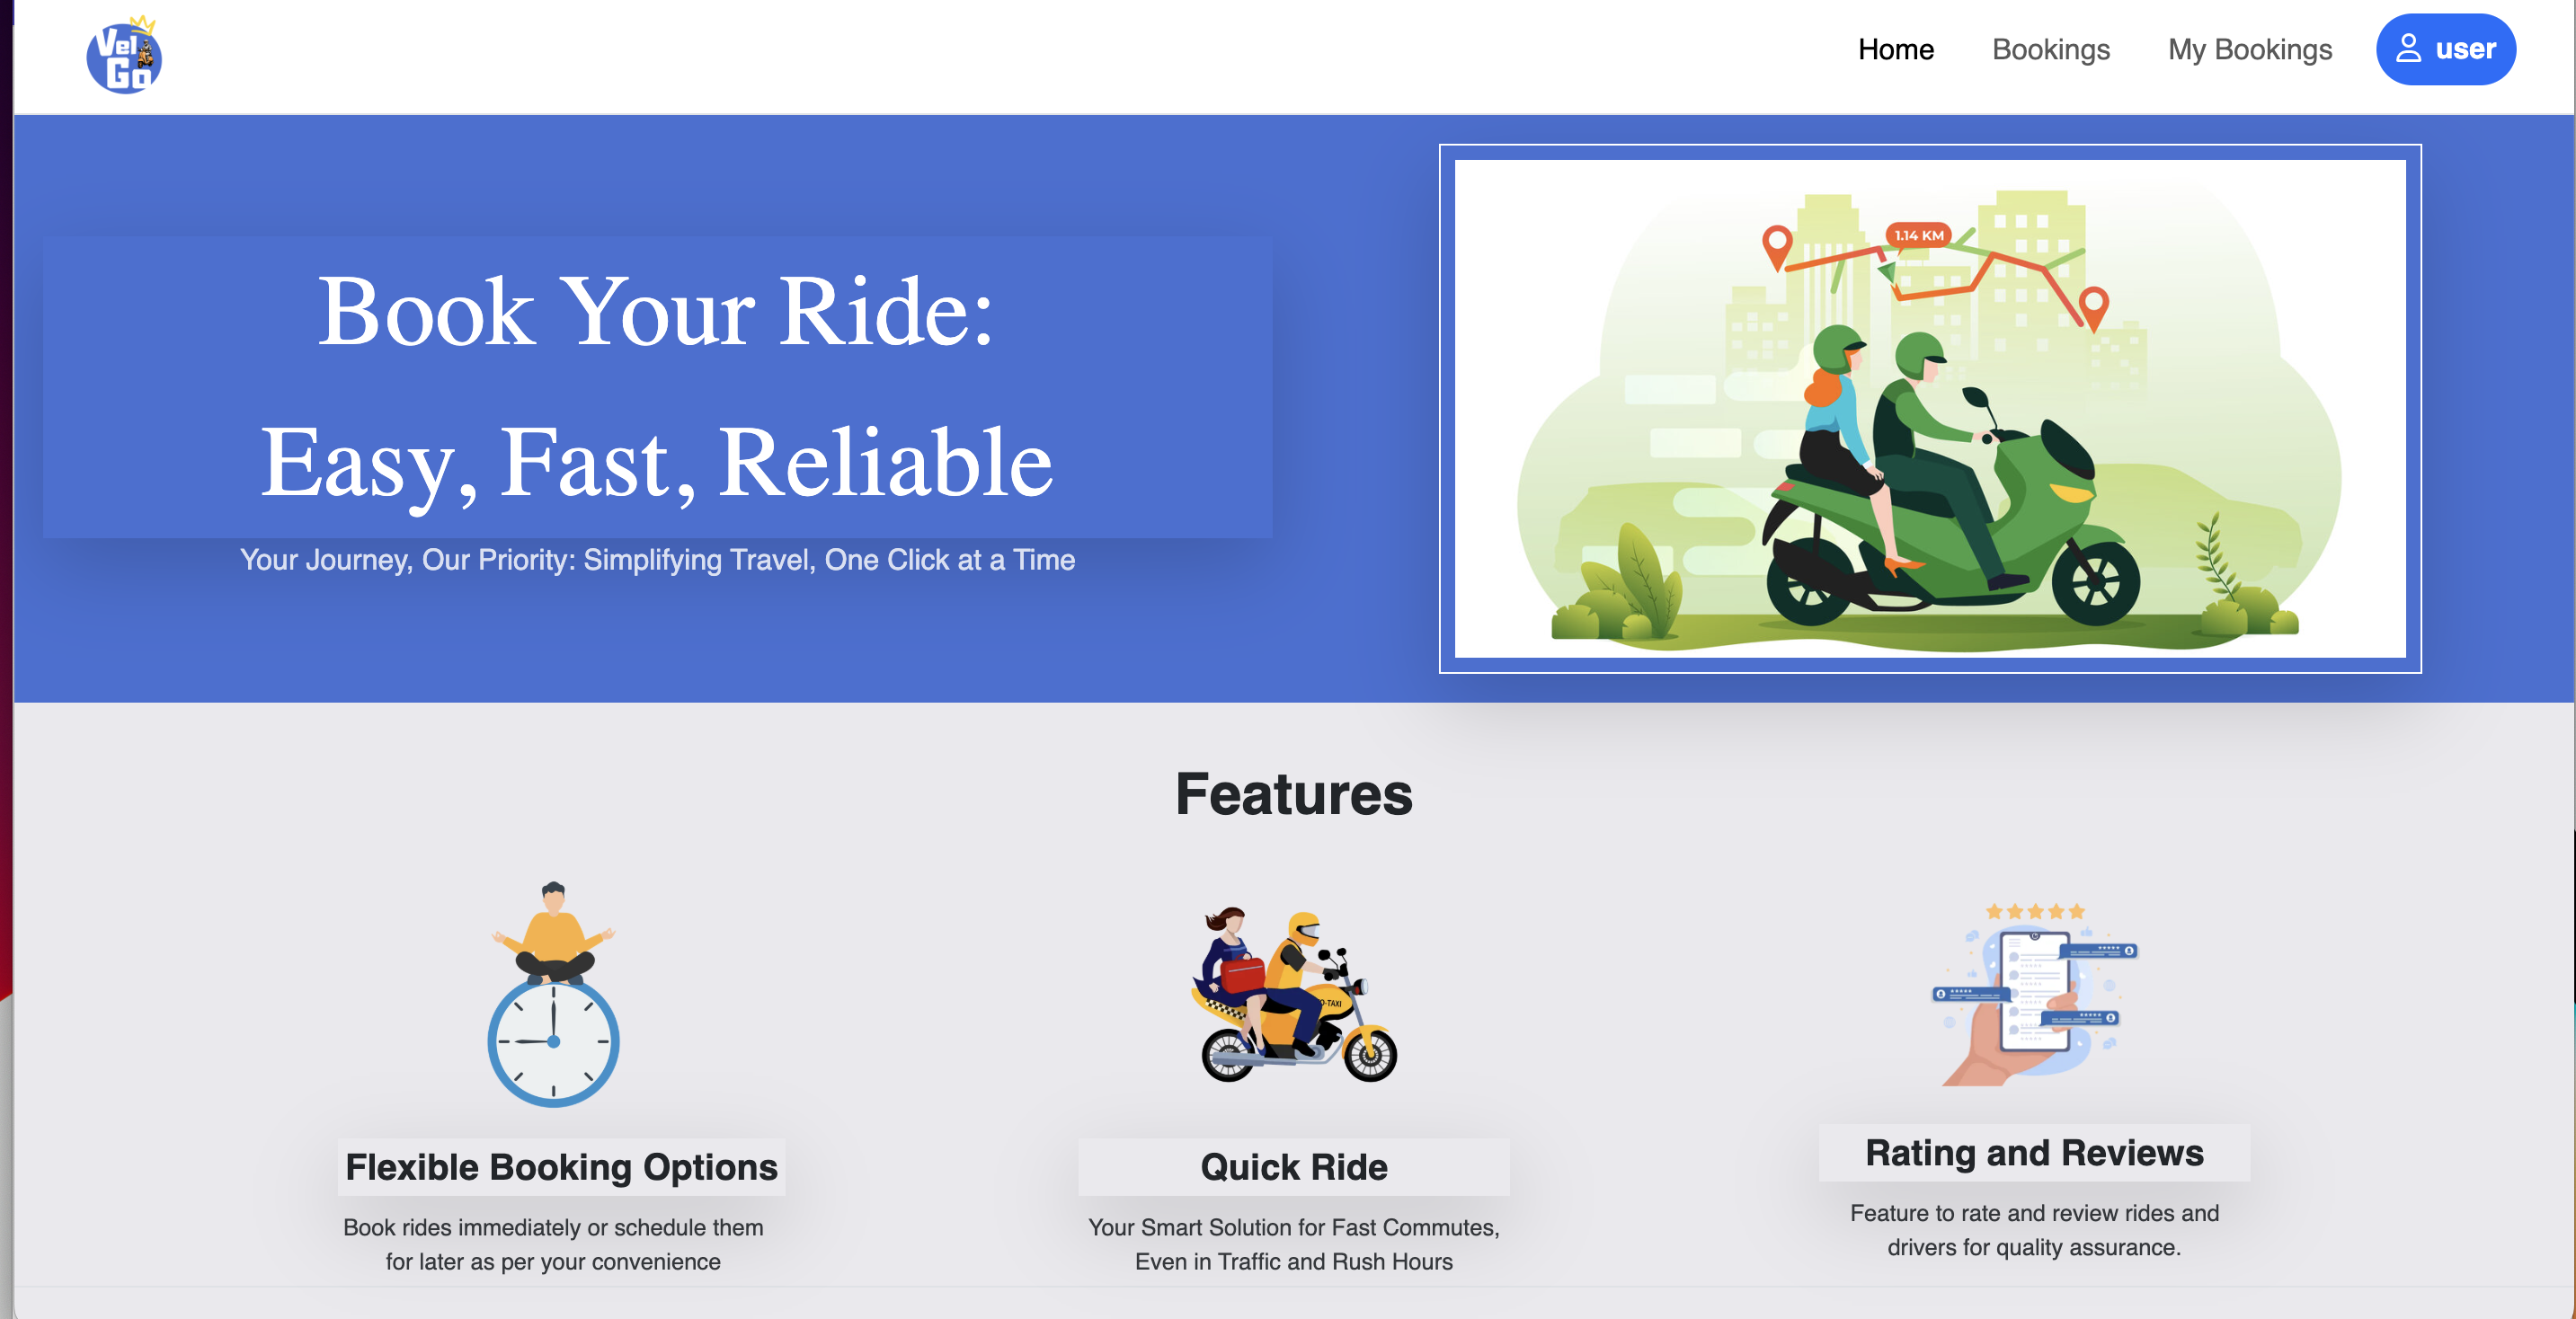 Vel
Go
Home
Bookings
My Bookings
user
Book Your Ride:
Easy, Fast, Reliable
Your Journey, Our Priority: Simplifying Travel, One Click at a Time
1.14 KM
Features
O-TAXI
Flexible Booking Options
Book rides immediately or schedule them
for later as per your convenience
Quick Ride
Your Smart Solution for Fast Commutes,
Even in Traffic and Rush Hours
Rating and Reviews
Feature to rate and review rides and
drivers for quality assurance.